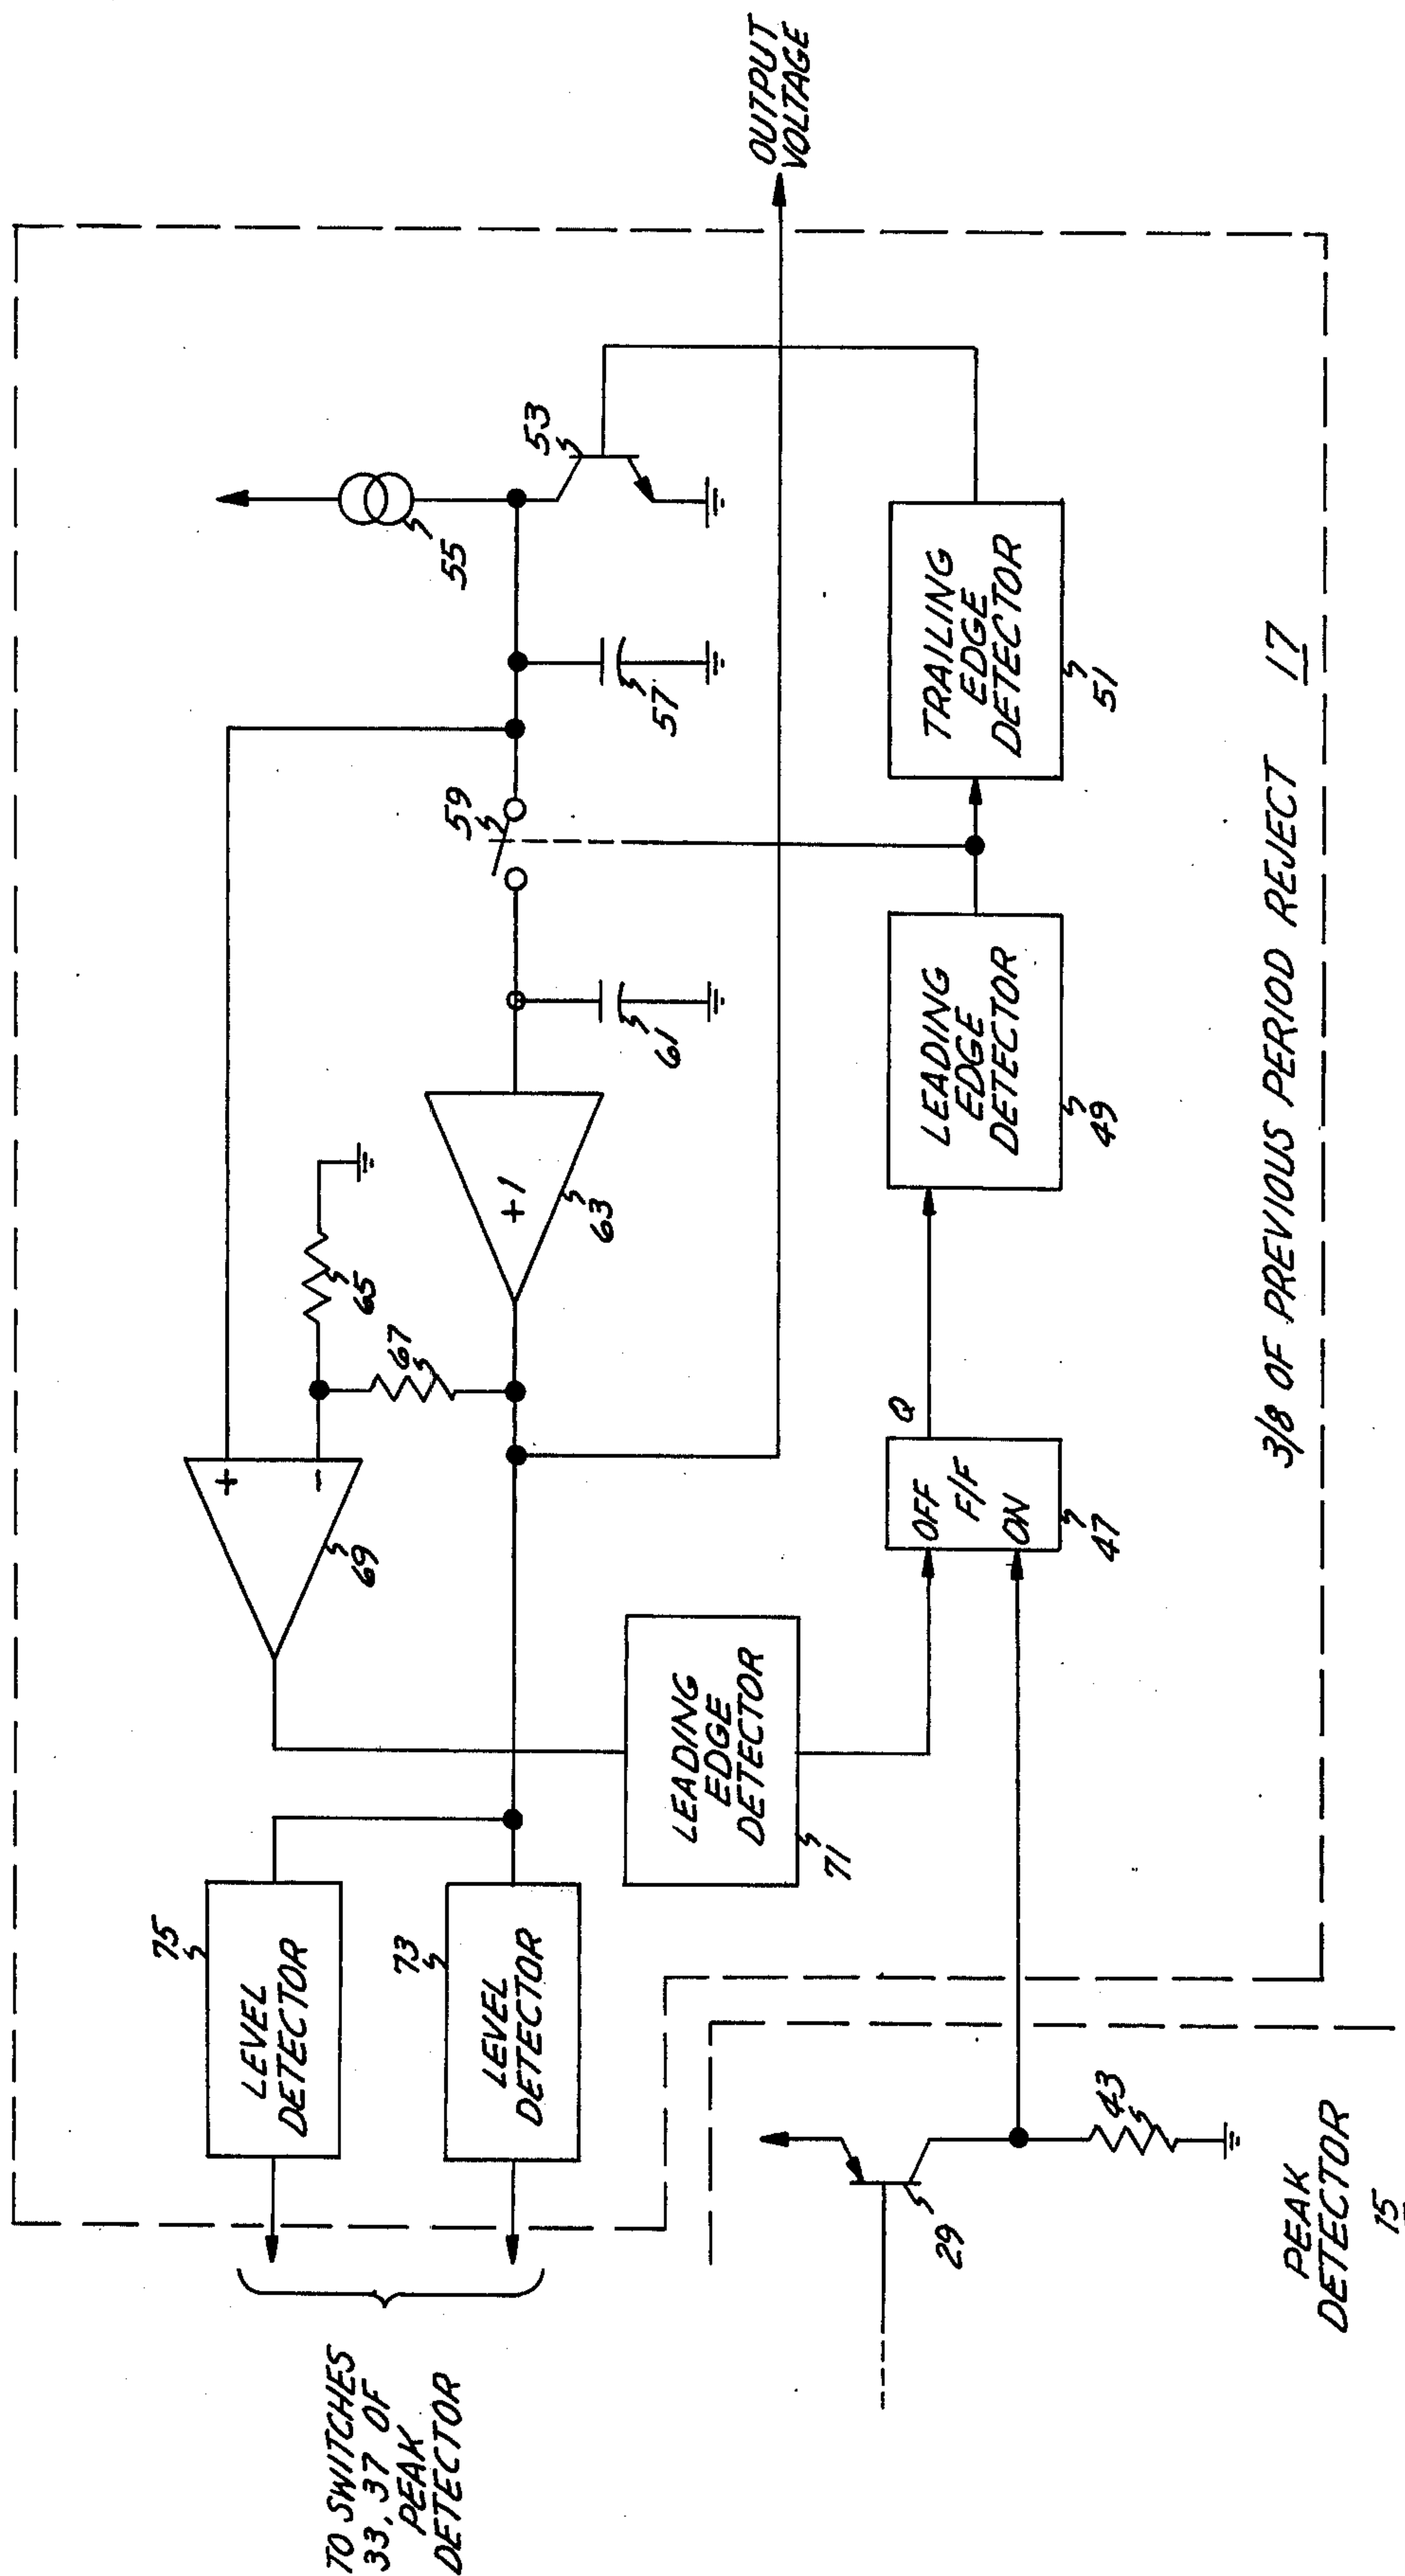 TO SWITCHES
33, 37 OF
PEAK
DETECTOR
75
LEVEL
DETECTOR
73
LEVEL
DETECTOR
+
-
69
67
65
+1
63
61
59
57
55
53
OUTPUT
VOLTAGE
LEADING
EDGE
DETECTOR
71
OFF
F/F
ON
47
Q
LEADING
EDGE
DETECTOR
49
TRAILING
EDGE
DETECTOR
51
29
43
PEAK
DETECTOR
15
3/8 OF PREVIOUS PERIOD REJECT 17